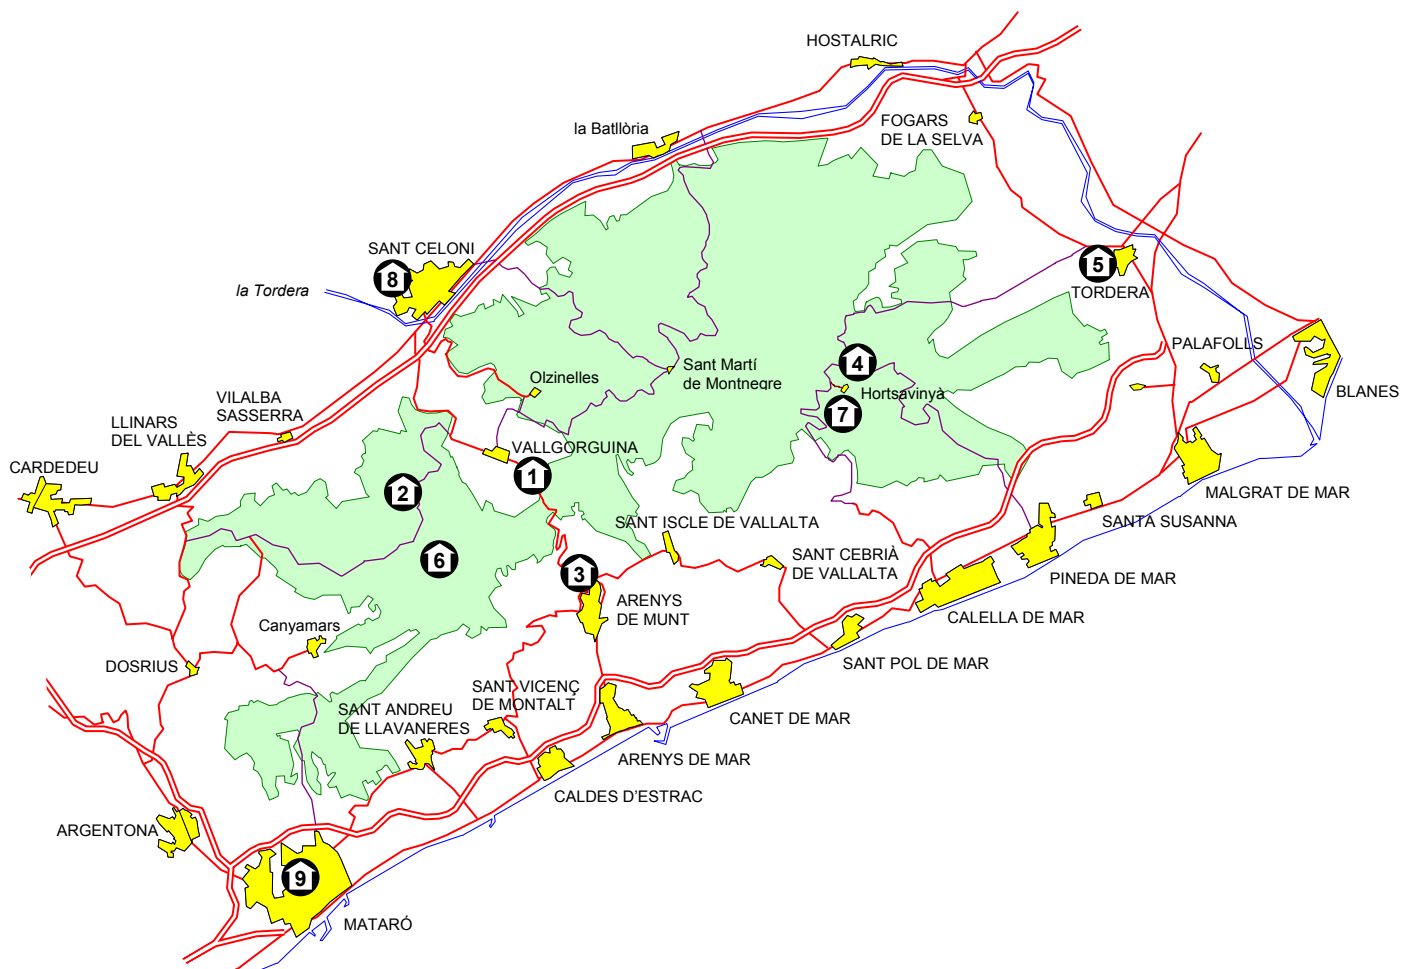 HOSTALRIC
FOGARS
DE LA SELVA
la Batllòria
SANT CELONI
8
la Tordera
5
TORDERA
PALAFOLLS
BLANES
4
Sant Martí
de Montnegre
Hortsavinyà
7
Olzinelles
VILALBA
SASSERRA
LLINARS
DEL VALLÈS
CARDEDEU
VALLGORGUINA
1
2
MALGRAT DE MAR
SANTA SUSANNA
SANT ISCLE DE VALLALTA
SANT CEBRIÀ
DE VALLALTA
PINEDA DE MAR
6
3
ARENYS
DE MUNT
CALELLA DE MAR
Canyamars
DOSRIUS
SANT POL DE MAR
SANT VICENÇ
DE MONTALT
SANT ANDREU
DE LLAVANERES
CANET DE MAR
ARENYS DE MAR
CALDES D'ESTRAC
ARGENTONA
9
MATARÓ